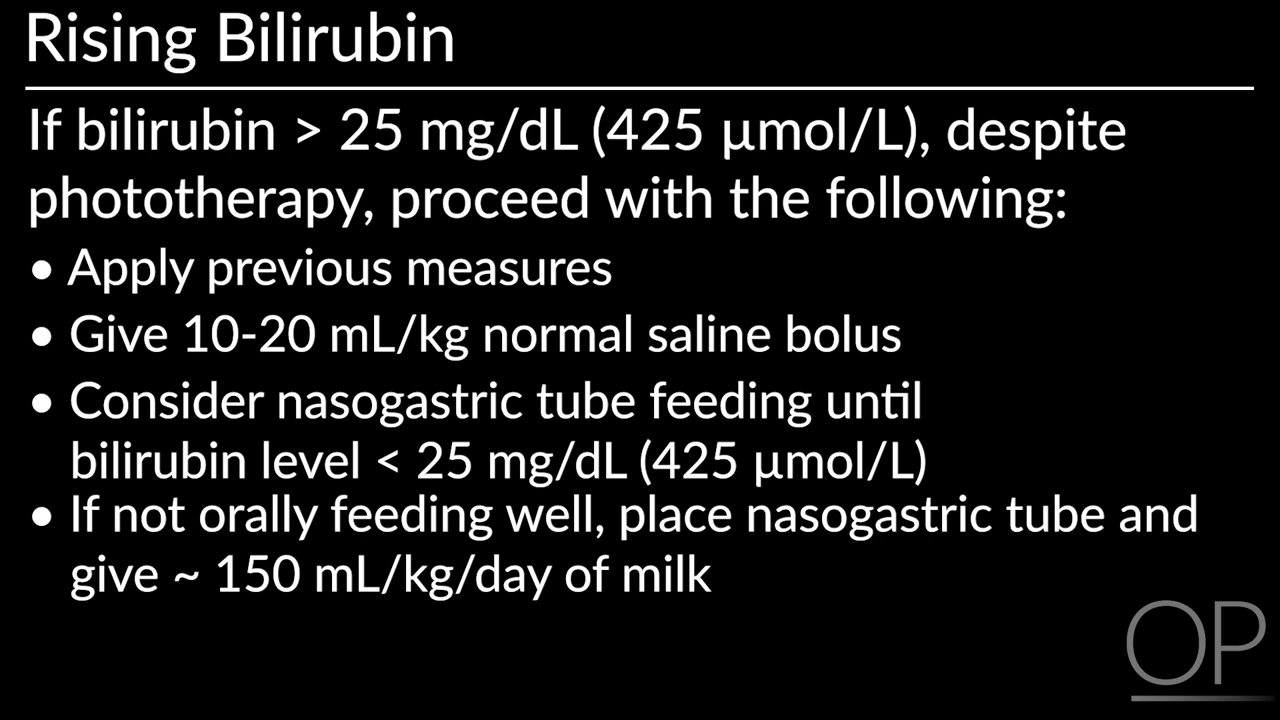 Rising Bilirubin
If bilirubin > 25 mg/dL (425 µmol/L), despite
phototherapy, proceed with the following:
• Apply previous measures
• Give 10-20 mL/kg normal saline bolus
• Consider nasogastric tube feeding until
bilirubin level < 25 mg/dL (425 µmol/L)
• If not orally feeding well, place nasogastric tube and
give ~ 150 mL/kg/day of milk
OP